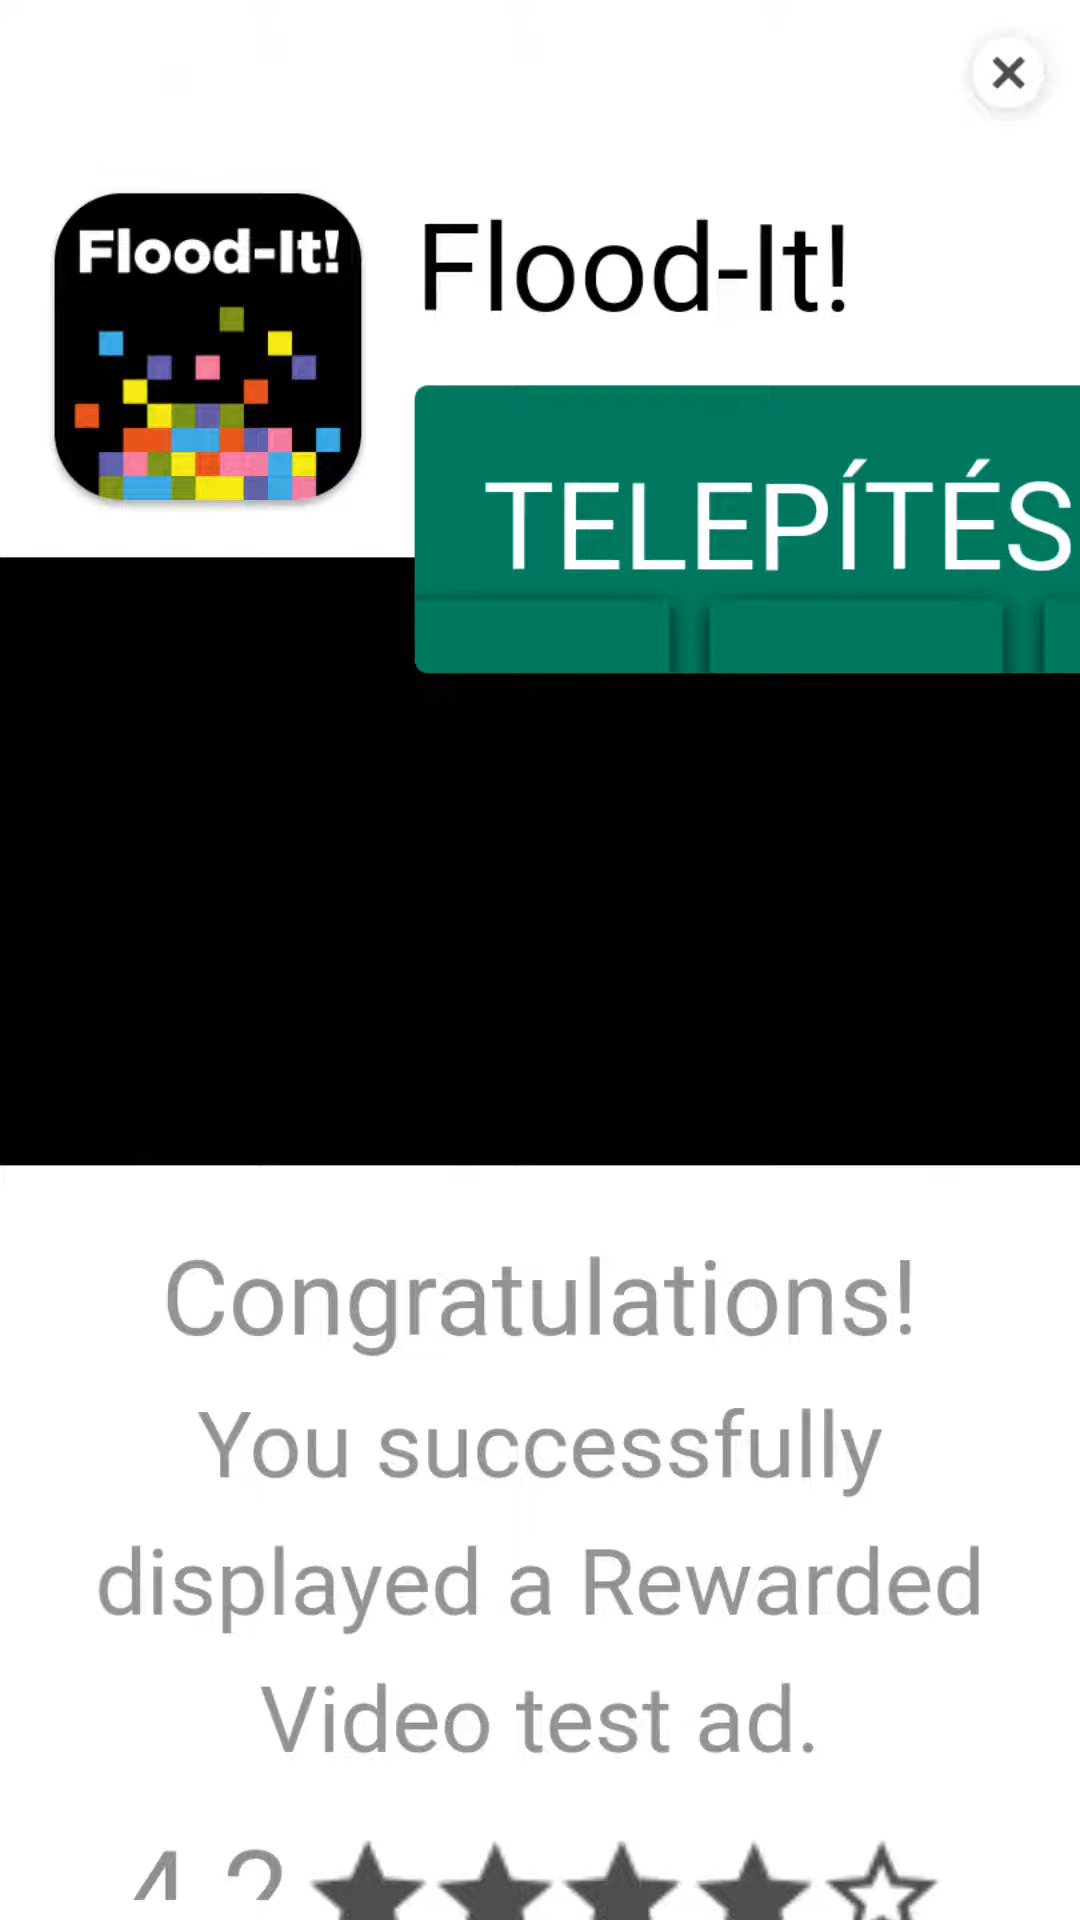 Flood-It!
Flood-It!
TELEPÍTÉS
Congratulations!
You successfully
displayed a Rewarded
Video test ad.